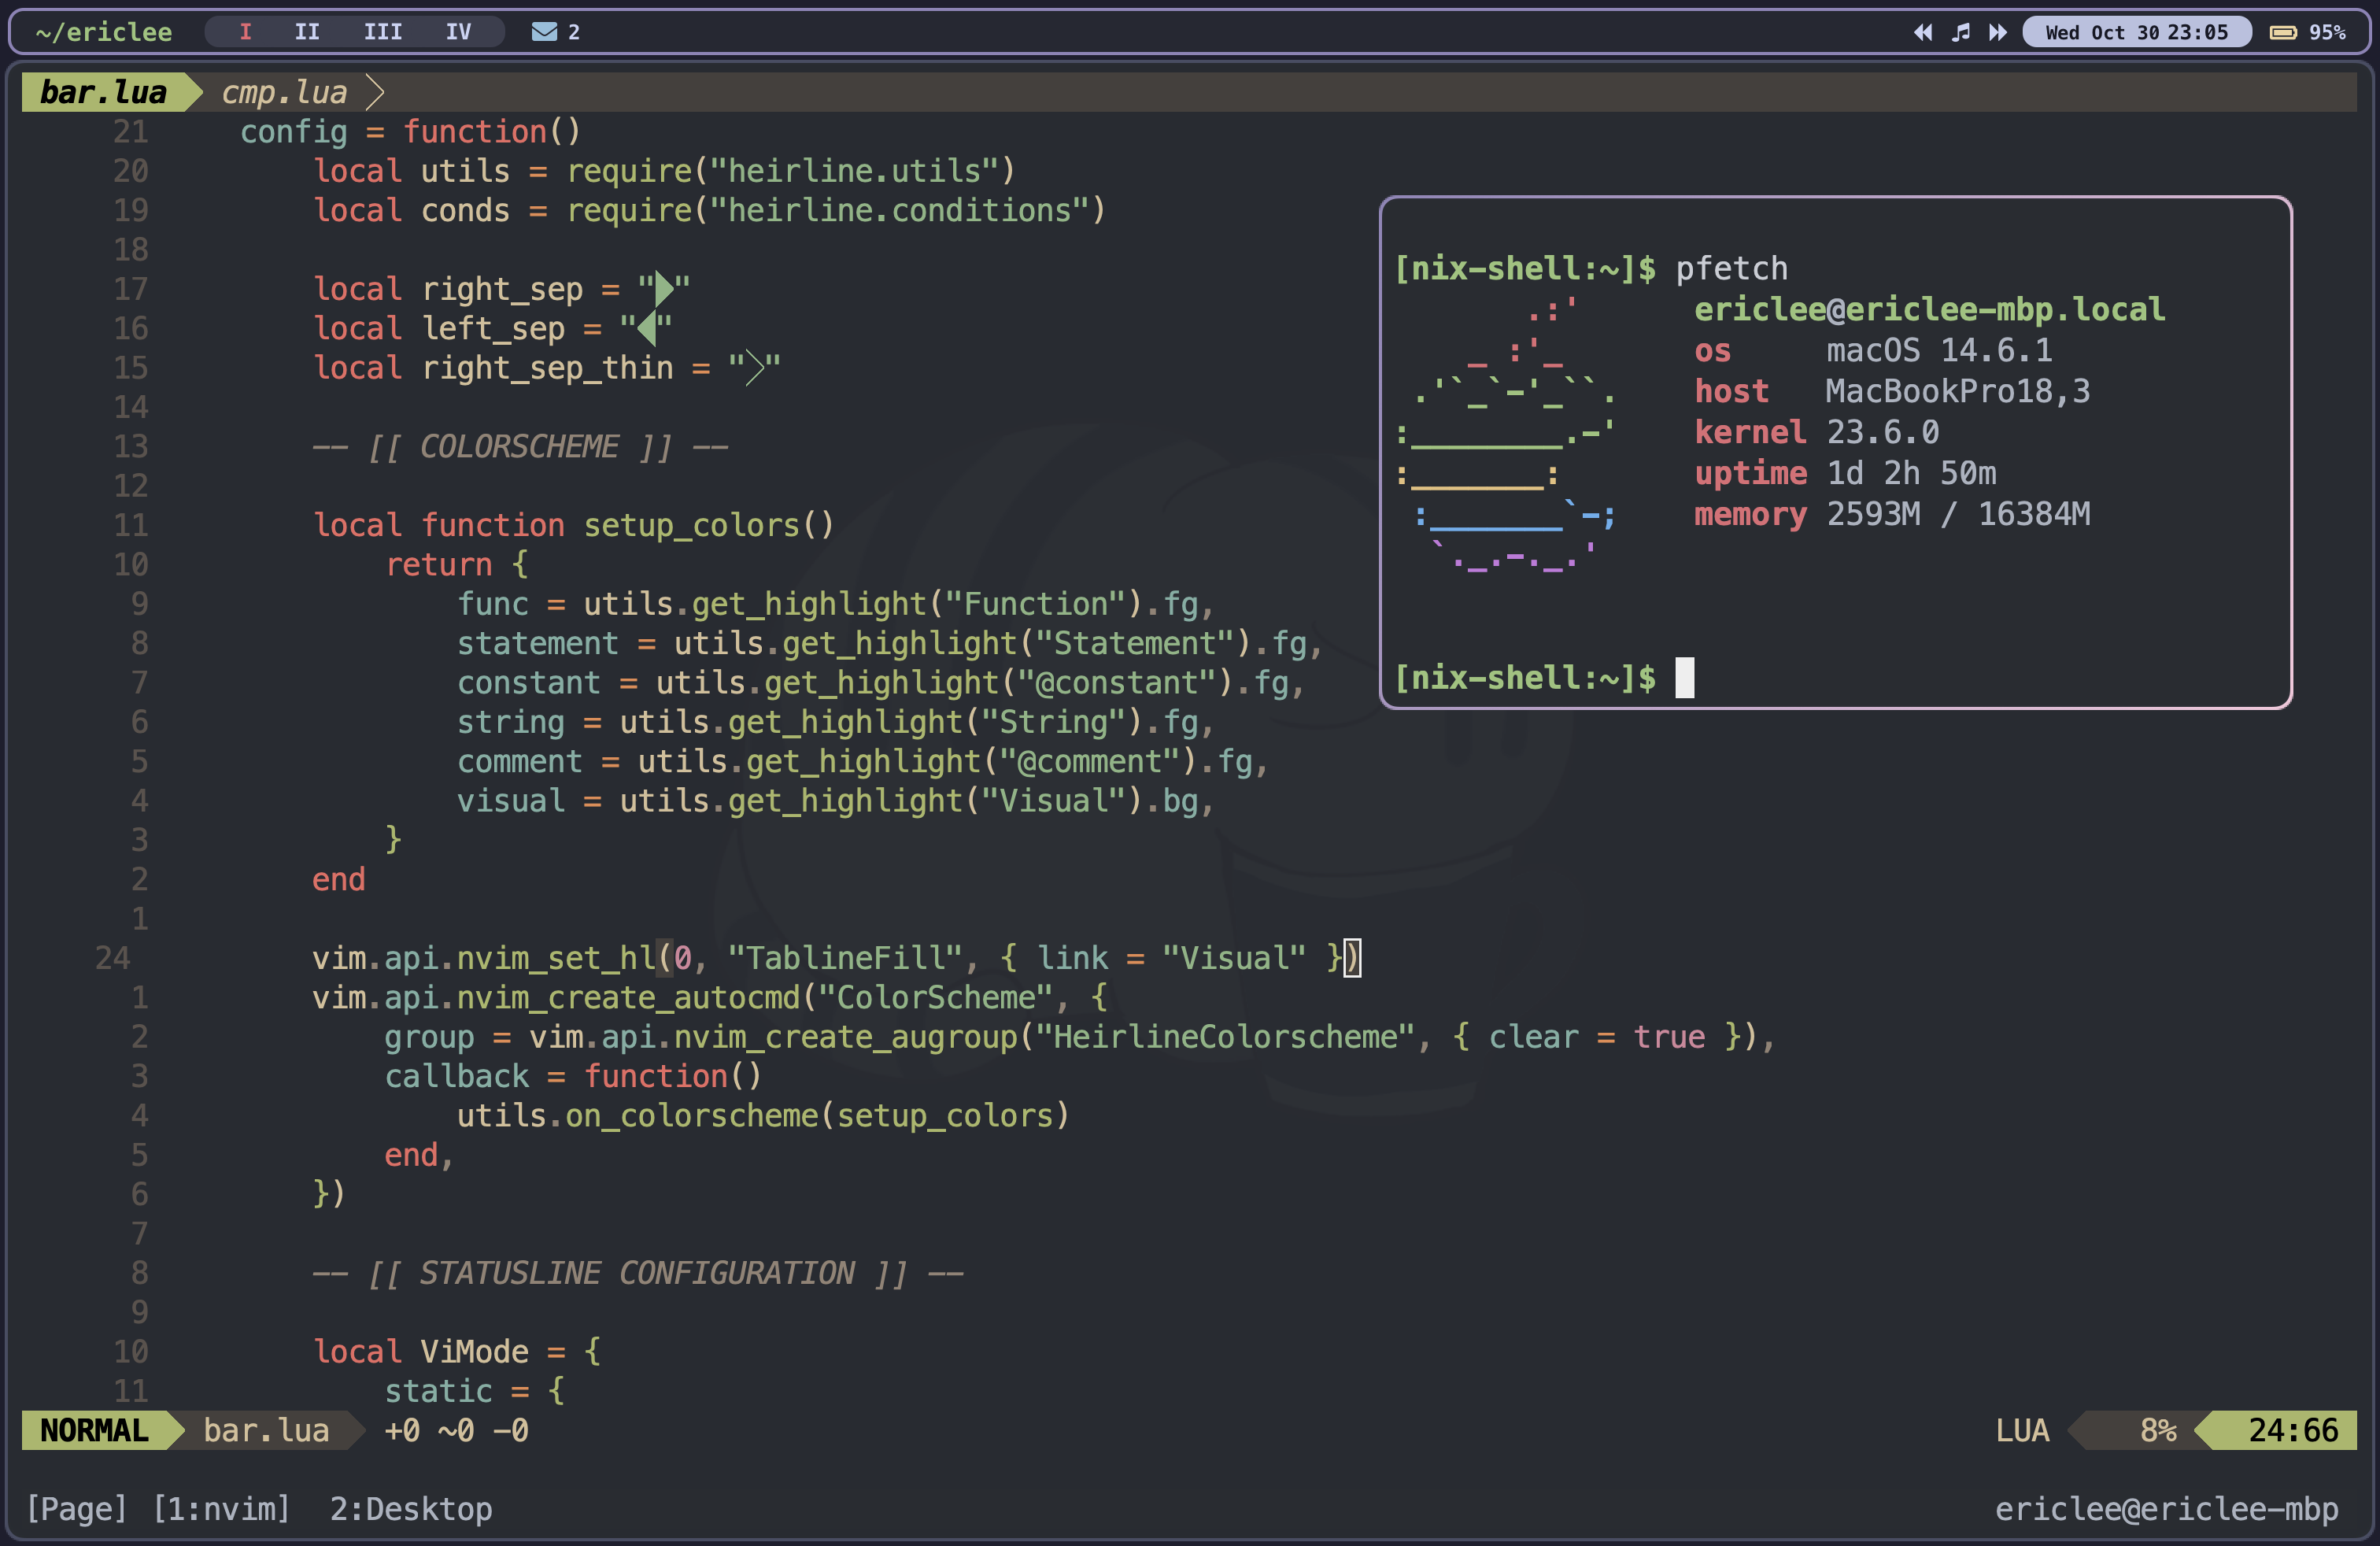 ~/ericlee I II III IV 2 Wed Oct 30 23:05 95%
bar.lua cmp.lua
21 config = function()
20 local utils = require("heirline.utils")
19 local conds = require("heirline.conditions")
18
17 local right_sep = ""
16 local left_sep = ""
15 local right_sep_thin = ""
14
13 -- [[ COLORSCHEME ]] --
12
11 local function setup_colors()
10 return {
9 func = utils.get_highlight("Function").fg,
8 statement = utils.get_highlight("Statement").fg,
7 constant = utils.get_highlight("@constant").fg,
6 string = utils.get_highlight("String").fg,
5 comment = utils.get_highlight("@comment").fg,
4 visual = utils.get_highlight("Visual").bg,
3 }
2 end
1
24 vim.api.nvim_set_hl(0, "TablineFill", { link = "Visual" })
1 vim.api.nvim_create_autocmd("ColorScheme", {
2 group = vim.api.nvim_create_augroup("HeirlineColorscheme", { clear = true }),
3 callback = function()
4 utils.on_colorscheme(setup_colors)
5 end,
6 })
7
8 -- [[ STATUSLINE CONFIGURATION ]] --
9
10 local ViMode = {
11 static = {
NORMAL bar.lua +0 ~0 -0 LUA 8% 24:66
[Page] [1:nvim] 2:Desktop ericlee@ericlee-mbp
[nix-shell:~]$ pfetch
ericlee@ericlee-mbp.local
os macOS 14.6.1
host MacBookPro18,3
kernel 23.6.0
uptime 1d 2h 50m
memory 2593M / 16384M
[nix-shell:~]$